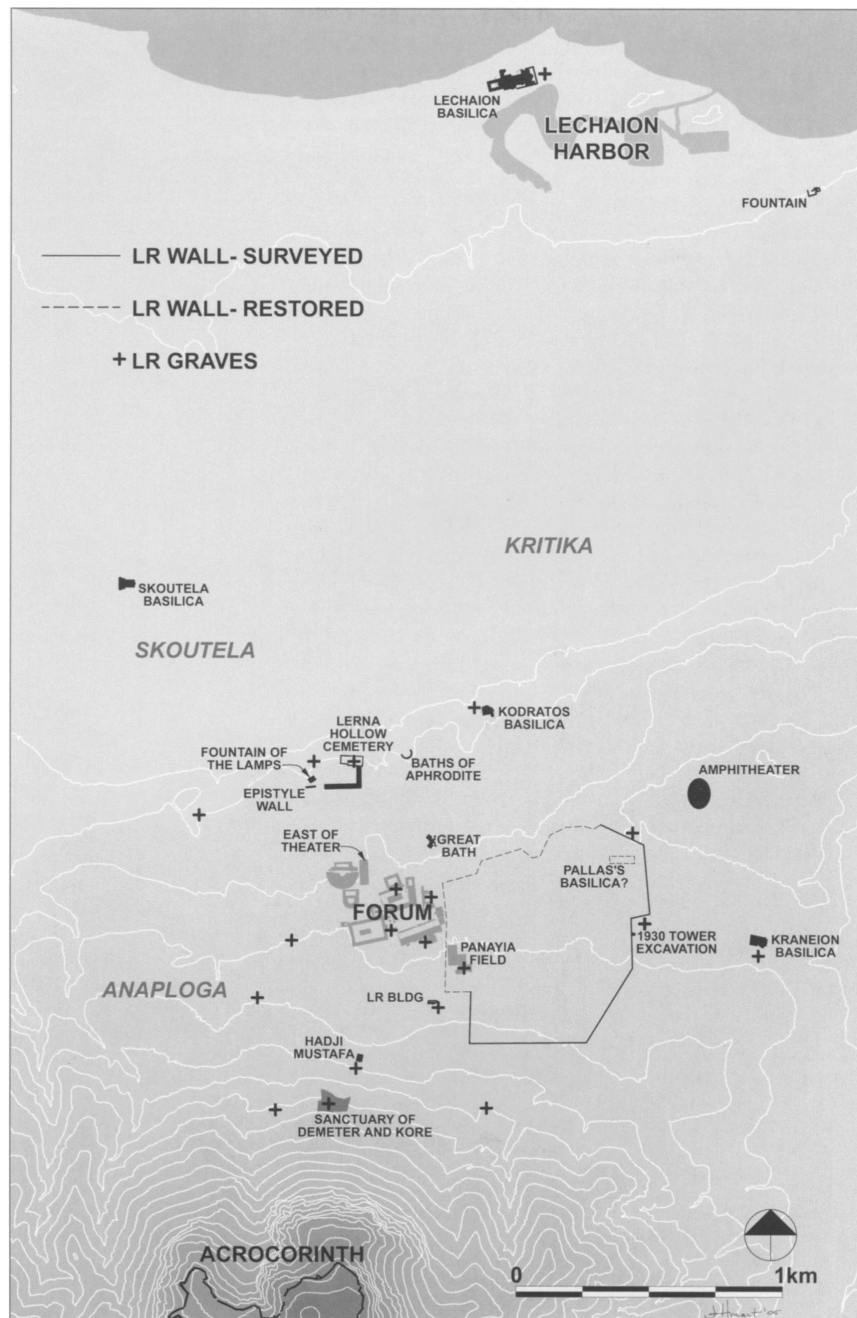 LECHAION
BASILICA
LECHAION
HARBOR
FOUNTAIN
LR WALL- SURVEYED
LR WALL- RESTORED
LR GRAVES
KRITIKA
SKOUTELA
BASILICA
SKOUTELA
KODRATOS
BASILICA
LERNA
HOLLOW
CEMETERY
FOUNTAIN OF
THE LAMPS
BATHS OF
APHRODITE
EPISTYLE
WALL
AMPHITHEATER
EAST OF
THEATER
GREAT
BATH
PALLAS'S
BASILICA?
FORUM
1930 TOWER
EXCAVATION
KRANEION
BASILICA
PANAYIA
FIELD
ANAPLOGA
LR BLDG
HADJI
MUSTAFA
SANCTUARY OF
DEMETER AND KORE
ACROCORINTH
0 1km